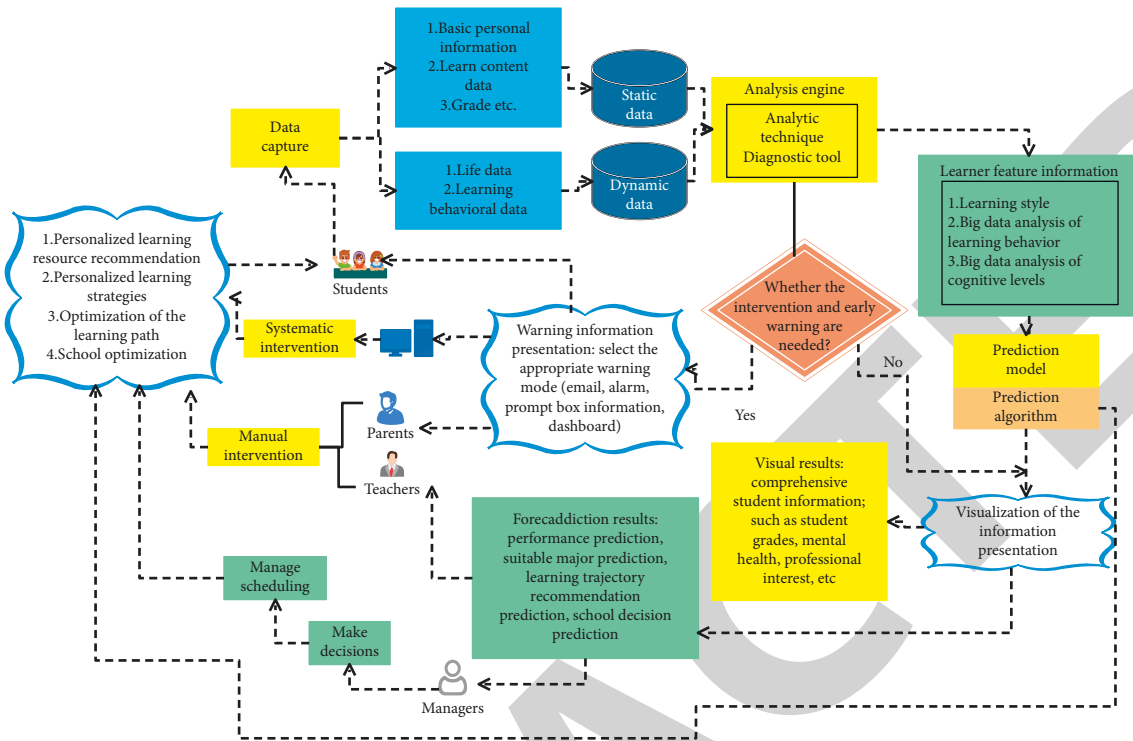 1.Basic personal
information
2.Learn content
data
3.Grade etc.
Static
data
Analysis engine
Analytic
technique
Diagnostic tool
Data
capture
1.Life data
2.Learning
behavioral data
Dynamic
data
Learner feature information
1.Learning style
2.Big data analysis of
learning behavior
3.Big data analysis of
cognitive levels
1.Personalized learning
resource recommendation
2.Personalized learning
strategies
3.Optimization of the
learning path
4.School optimization
Students
Whether the
intervention and early
warning are
needed?
Systematic
intervention
Warning information
presentation: select the
appropriate warning
mode (email, alarm,
prompt box information,
dashboard)
No
Yes
Prediction
model
Prediction
algorithm
Parents
Manual
intervention
Teachers
Visual results:
comprehensive
student information;
such as student
grades, mental
health, professional
interest, etc
Visualization of the
information
presentation
Forecaddiction results:
performance prediction,
suitable major prediction,
learning trajectory
recommendation
prediction, school decision
prediction
Manage
scheduling
Make
decisions
Managers